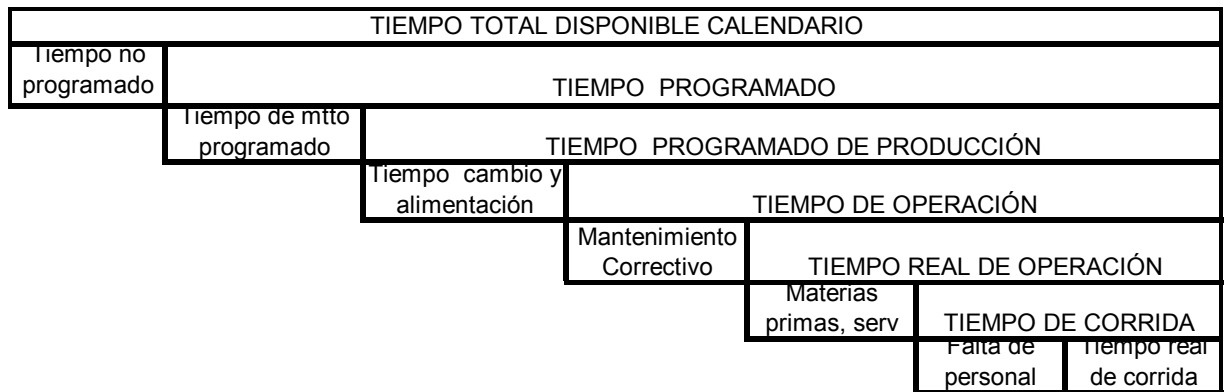 TIEMPO TOTAL DISPONIBLE CALENDARIO
Tiempo no
programado
TIEMPO PROGRAMADO
Tiempo de mtto
programado
TIEMPO PROGRAMADO DE PRODUCCIÓN
Tiempo cambio y
alimentación
TIEMPO DE OPERACIÓN
Mantenimiento
Correctivo
TIEMPO REAL DE OPERACIÓN
Materias
primas, serv
TIEMPO DE CORRIDA
Falta de
personal
Tiempo real
de corrida